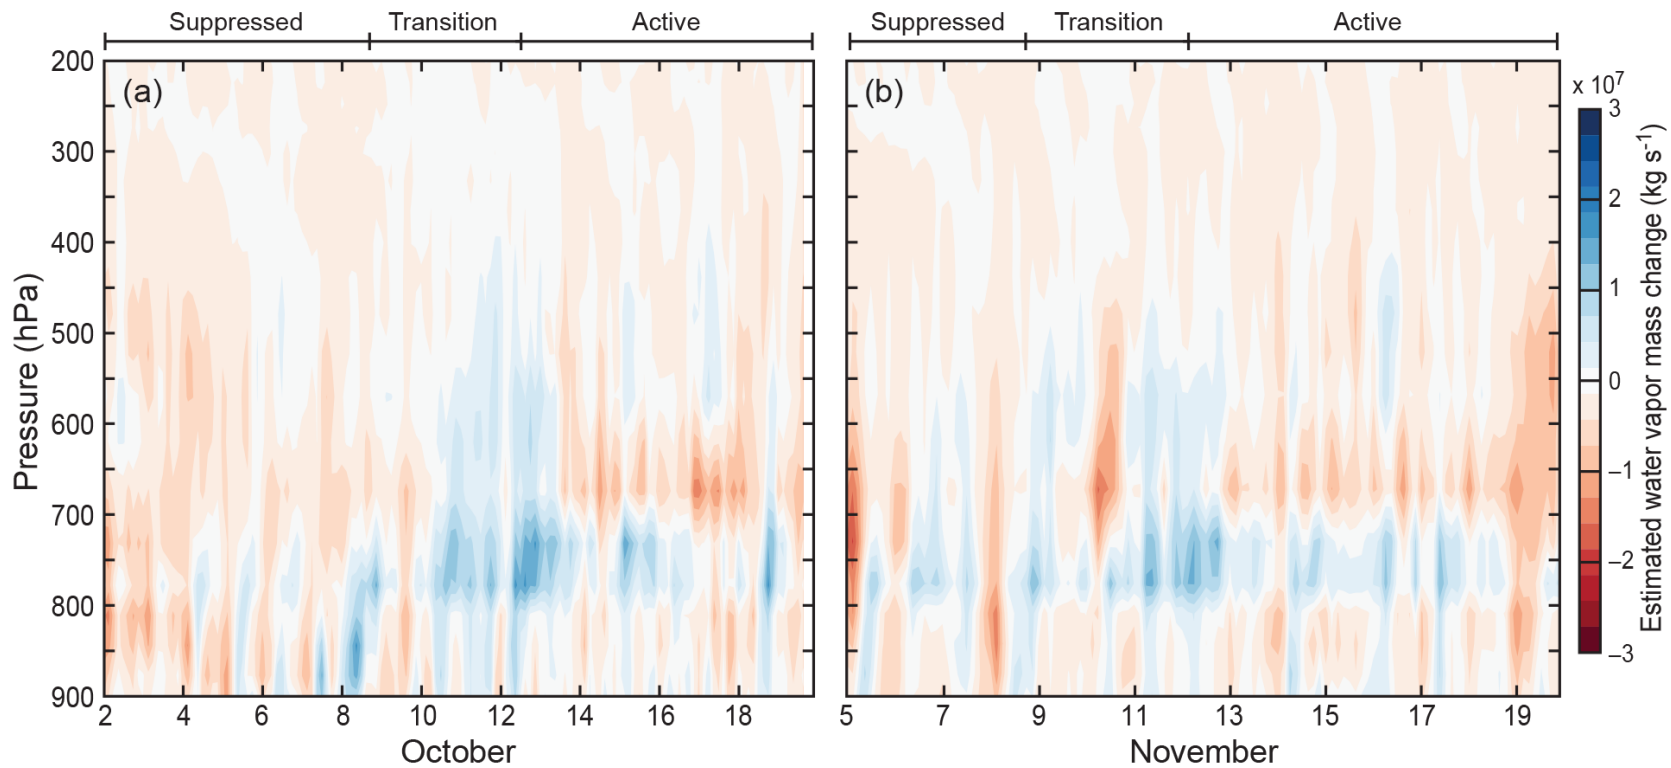 Suppressed Transition Active Suppressed Transition Active
(a) (b)
x 10⁷
200
300
400
500
600
700
800
900
Pressure (hPa)
3
2
1
0
−1
−2
−3
Estimated water vapor mass change (kg s⁻¹)
2 4 6 8 10 12 14 16 18 5 7 9 11 13 15 17 19
October November